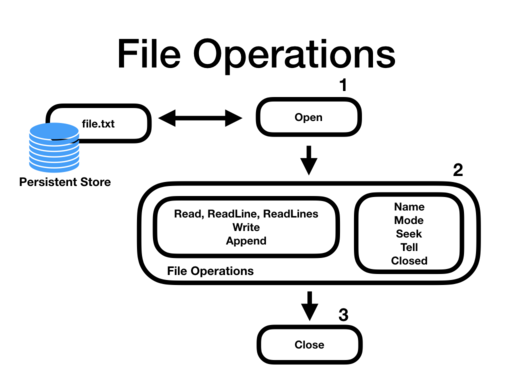 File Operations
1
file.txt
Open
Persistent Store
2
Read, ReadLine, ReadLines
Write
Append
Name
Mode
Seek
Tell
Closed
File Operations
3
Close